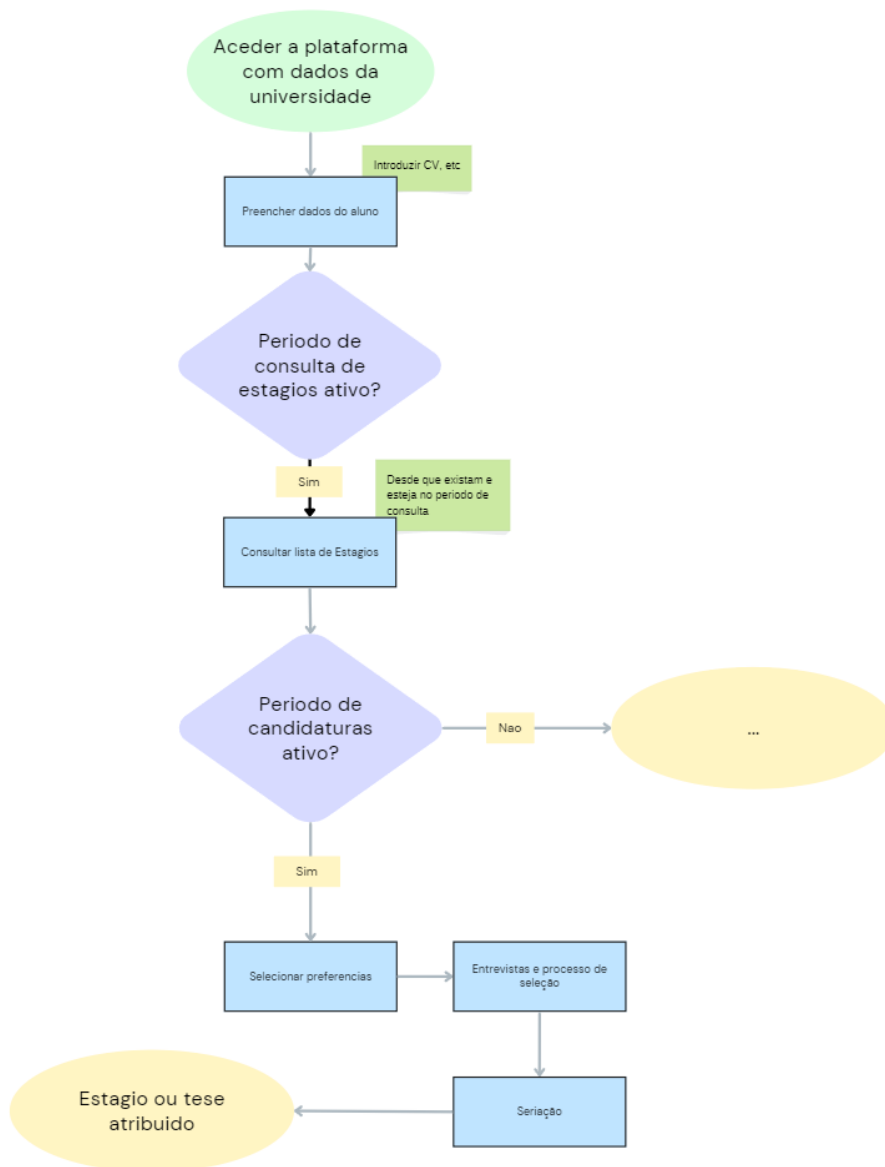 Aceder a plataforma
com dados da
universidade
Introduzir CV, etc
Preencher dados do aluno
Periodo de
consulta de
estagios ativo?
Sim
Desde que existam e
esteja no periodo de
consulta
Consultar lista de Estagios
Periodo de
candidaturas
ativo?
Nao
...
Sim
Selecionar preferencias
Entrevistas e processo de
seleção
Estagio ou tese
atribuido
Seriação